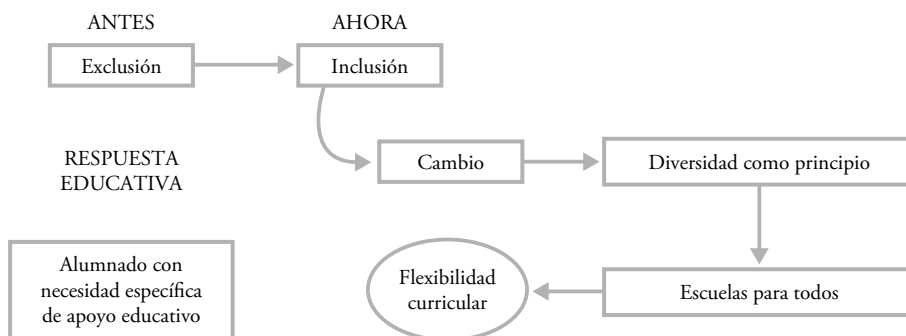 ANTES
AHORA
Exclusión
Inclusión
RESPUESTA
EDUCATIVA
Cambio
Diversidad como principio
Alumnado con
necesidad específica
de apoyo educativo
Flexibilidad
curricular
Escuelas para todos